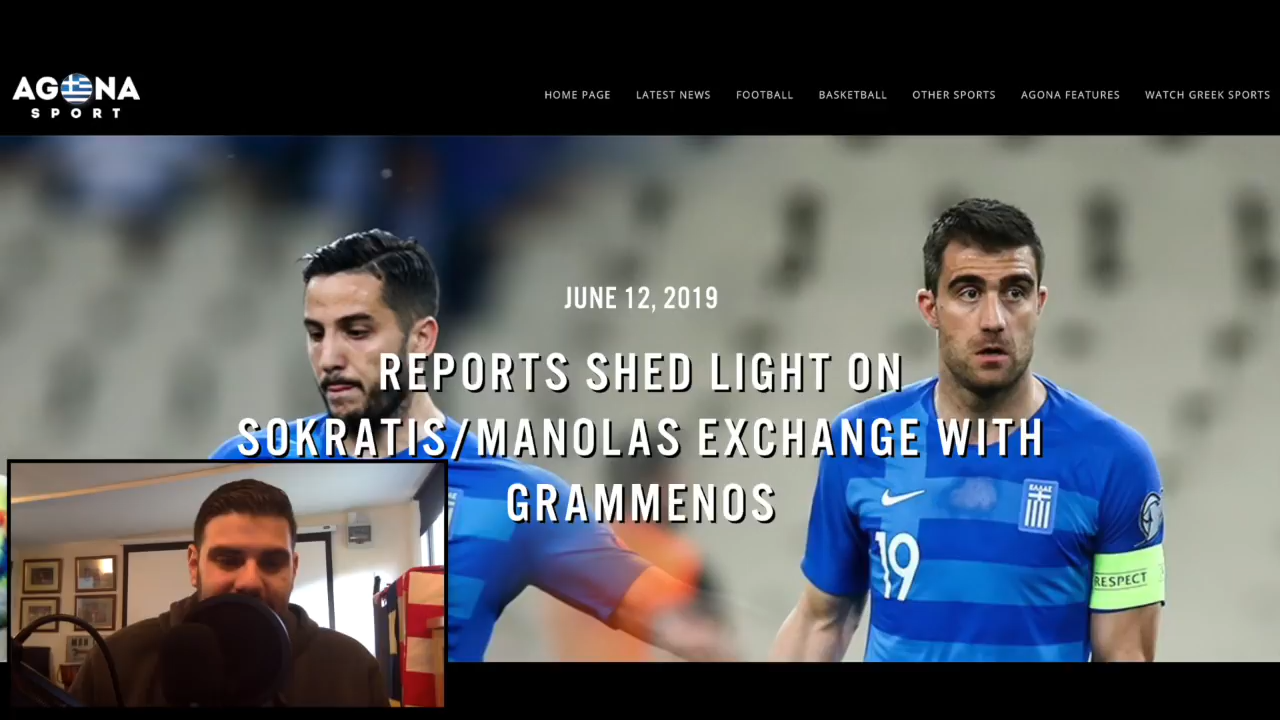 AGONA
SPORT
HOME PAGE LATEST NEWS FOOTBALL BASKETBALL OTHER SPORTS AGONA FEATURES WATCH GREEK SPORTS
JUNE 12, 2019
REPORTS SHED LIGHT ON
SOKRATIS/MANOLAS EXCHANGE WITH
GRAMMENOS
ΕΛΛΑΣ
19
RESPECT